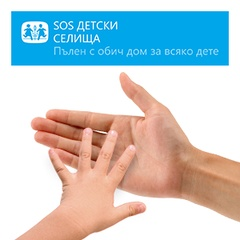 SOS ДЕТСКИ
СЕЛИЩА
Пълен с обич дом за всяко дете